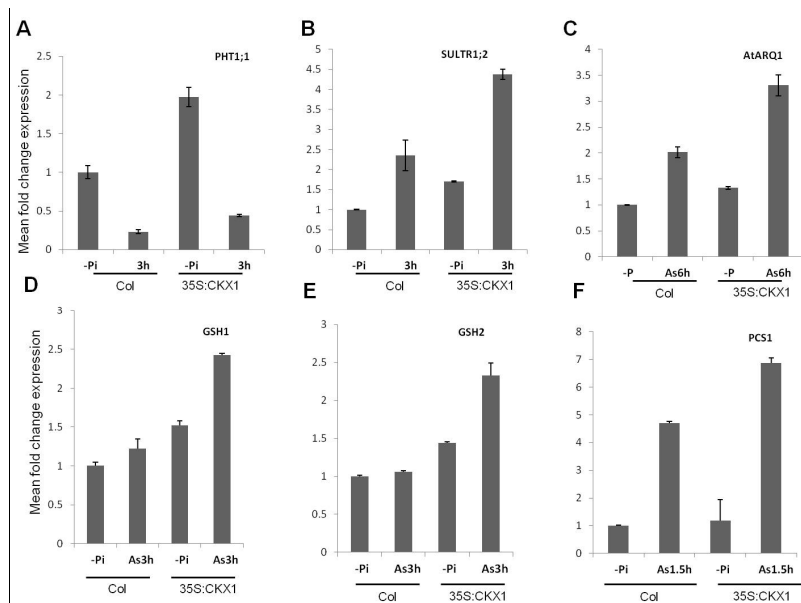 A
PHT1;1
Mean fold change expression
2.5
2
1.5
1
0.5
0
-Pi 3h -Pi 3h
Col 35S:CKX1
B
SULTR1;2
5
4.5
4
3.5
3
2.5
2
1.5
1
0.5
0
-Pi 3h -Pi 3h
Col 35S:CKX1
C
AtARQ1
4
3.5
3
2.5
2
1.5
1
0.5
0
-P As6h -P As6h
Col 35S:CKX1
D
GSH1
Mean fold change expression
3
2.5
2
1.5
1
0.5
0
-Pi As3h -Pi As3h
Col 35S:CKX1
E
GSH2
3
2.5
2
1.5
1
0.5
0
-Pi As3h -Pi As3h
Col 35S:CKX1
F
PCS1
8
7
6
5
4
3
2
1
0
-Pi As1.5h -Pi As1.5h
Col 35S:CKX1